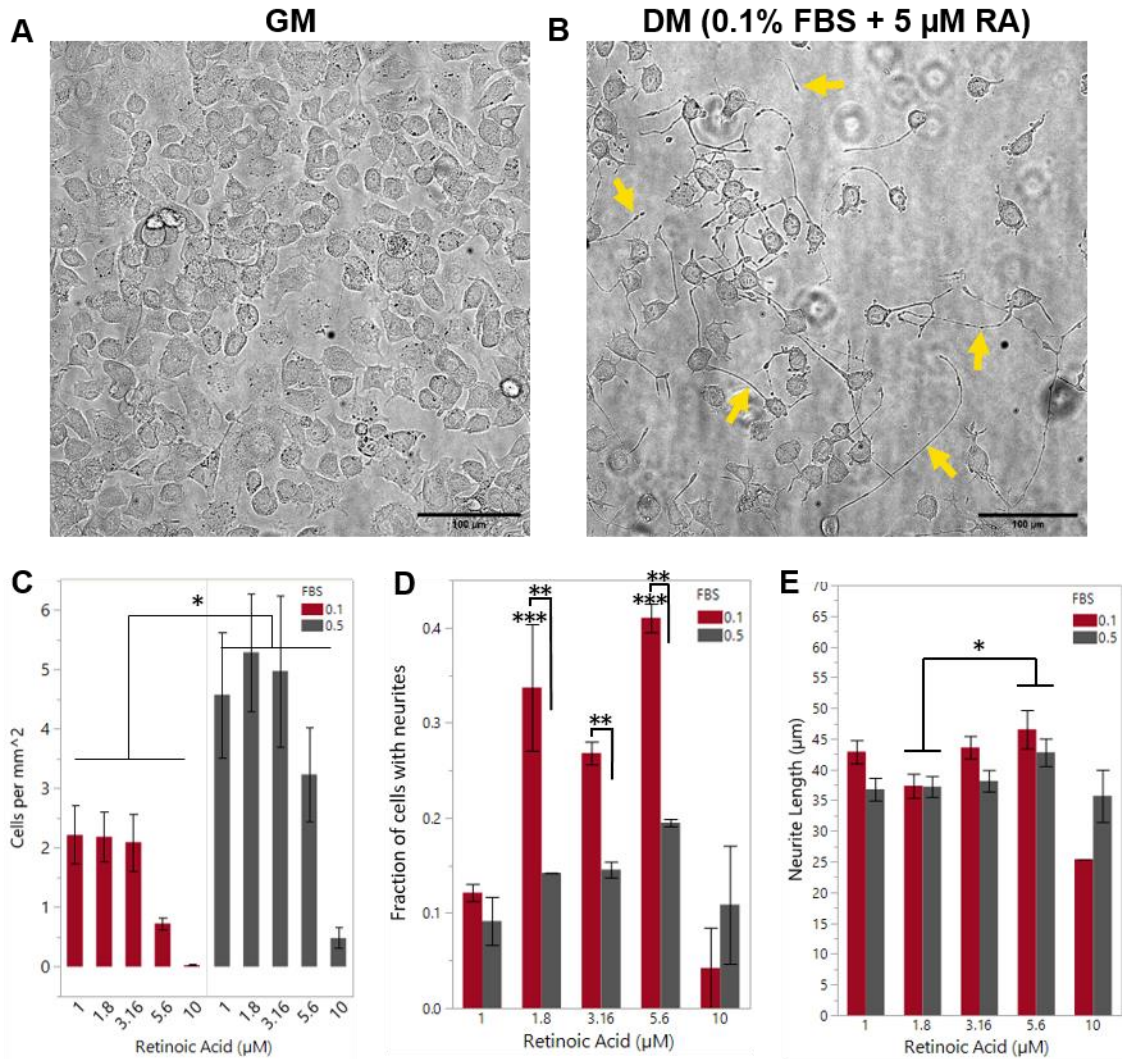 A
GM
B
DM (0.1% FBS + 5 µM RA)
100 µm
100 µm
C
Cells per mm^2
6
5
4
3
2
1
0
*
FBS
0.1
0.5
1 1.8 3.16 5.6 10 1 1.8 3.16 5.6 10
Retinoic Acid (µM)
D
Fraction of cells with neurites
0.4
0.3
0.2
0.1
0.0
**
***
**
**
***
FBS
0.1
0.5
1 1.8 3.16 5.6 10
Retinoic Acid (µM)
E
Neurite Length (µm)
70
65
60
55
50
45
40
35
30
25
20
15
10
5
0
*
FBS
0.1
0.5
1 1.8 3.16 5.6 10
Retinoic Acid (µM)